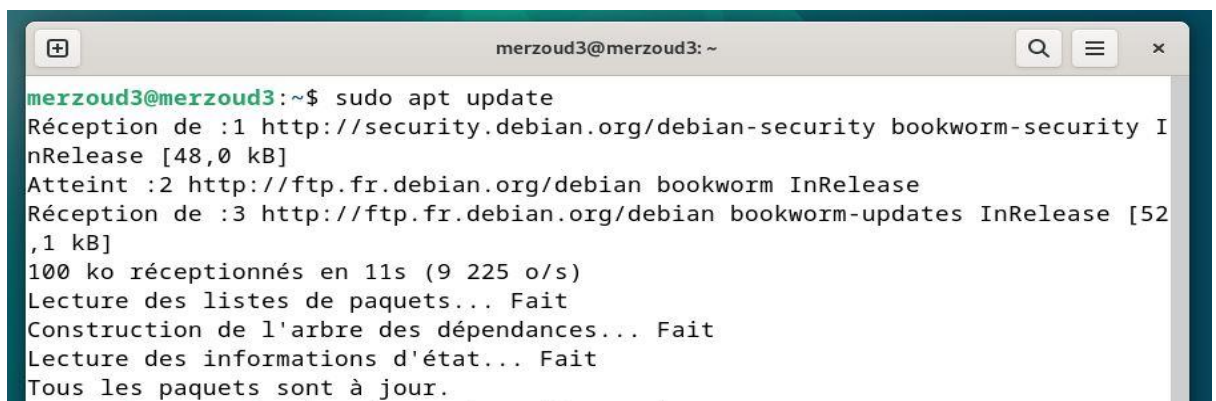 merzoud3@merzoud3: ~
merzoud3@merzoud3:~$ sudo apt update
Réception de :1 http://security.debian.org/debian-security bookworm-security I
nRelease [48,0 kB]
Atteint :2 http://ftp.fr.debian.org/debian bookworm InRelease
Réception de :3 http://ftp.fr.debian.org/debian bookworm-updates InRelease [52
,1 kB]
100 ko réceptionnés en 11s (9 225 o/s)
Lecture des listes de paquets... Fait
Construction de l'arbre des dépendances... Fait
Lecture des informations d'état... Fait
Tous les paquets sont à jour.